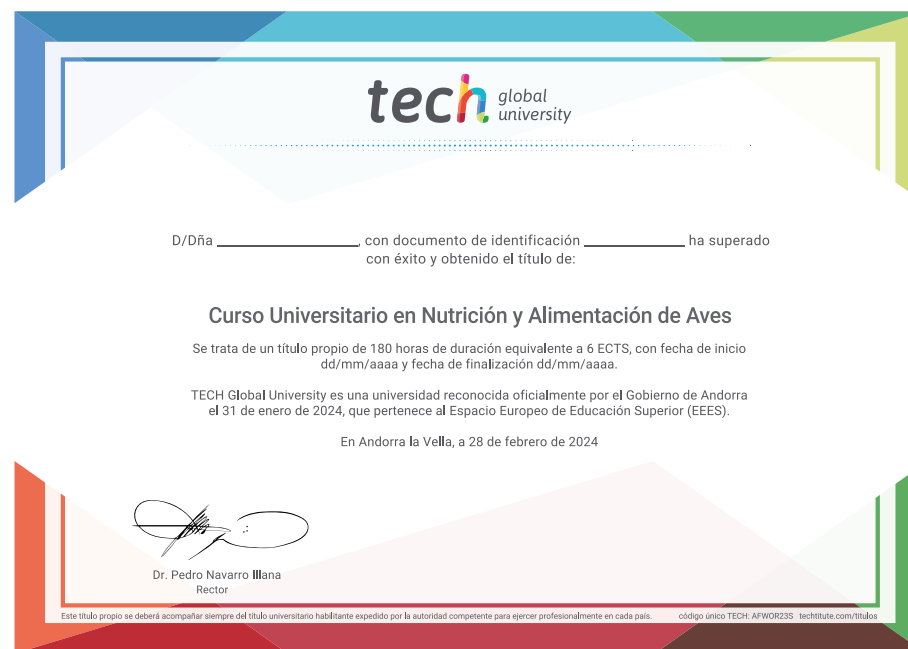 tech global university
D/Dña ____________________, con documento de identificación ______________ ha superado
con éxito y obtenido el título de:
Curso Universitario en Nutrición y Alimentación de Aves
Se trata de un título propio de 180 horas de duración equivalente a 6 ECTS, con fecha de inicio
dd/mm/aaaa y fecha de finalización dd/mm/aaaa.
TECH Global University es una universidad reconocida oficialmente por el Gobierno de Andorra
el 31 de enero de 2024, que pertenece al Espacio Europeo de Educación Superior (EEES).
En Andorra la Vella, a 28 de febrero de 2024
Dr. Pedro Navarro Illana
Rector
Este título propio se deberá acompañar siempre del título universitario habilitante expedido por la autoridad competente para ejercer profesionalmente en cada país. código único TECH: AFWOR23S techtitute.com/titulos